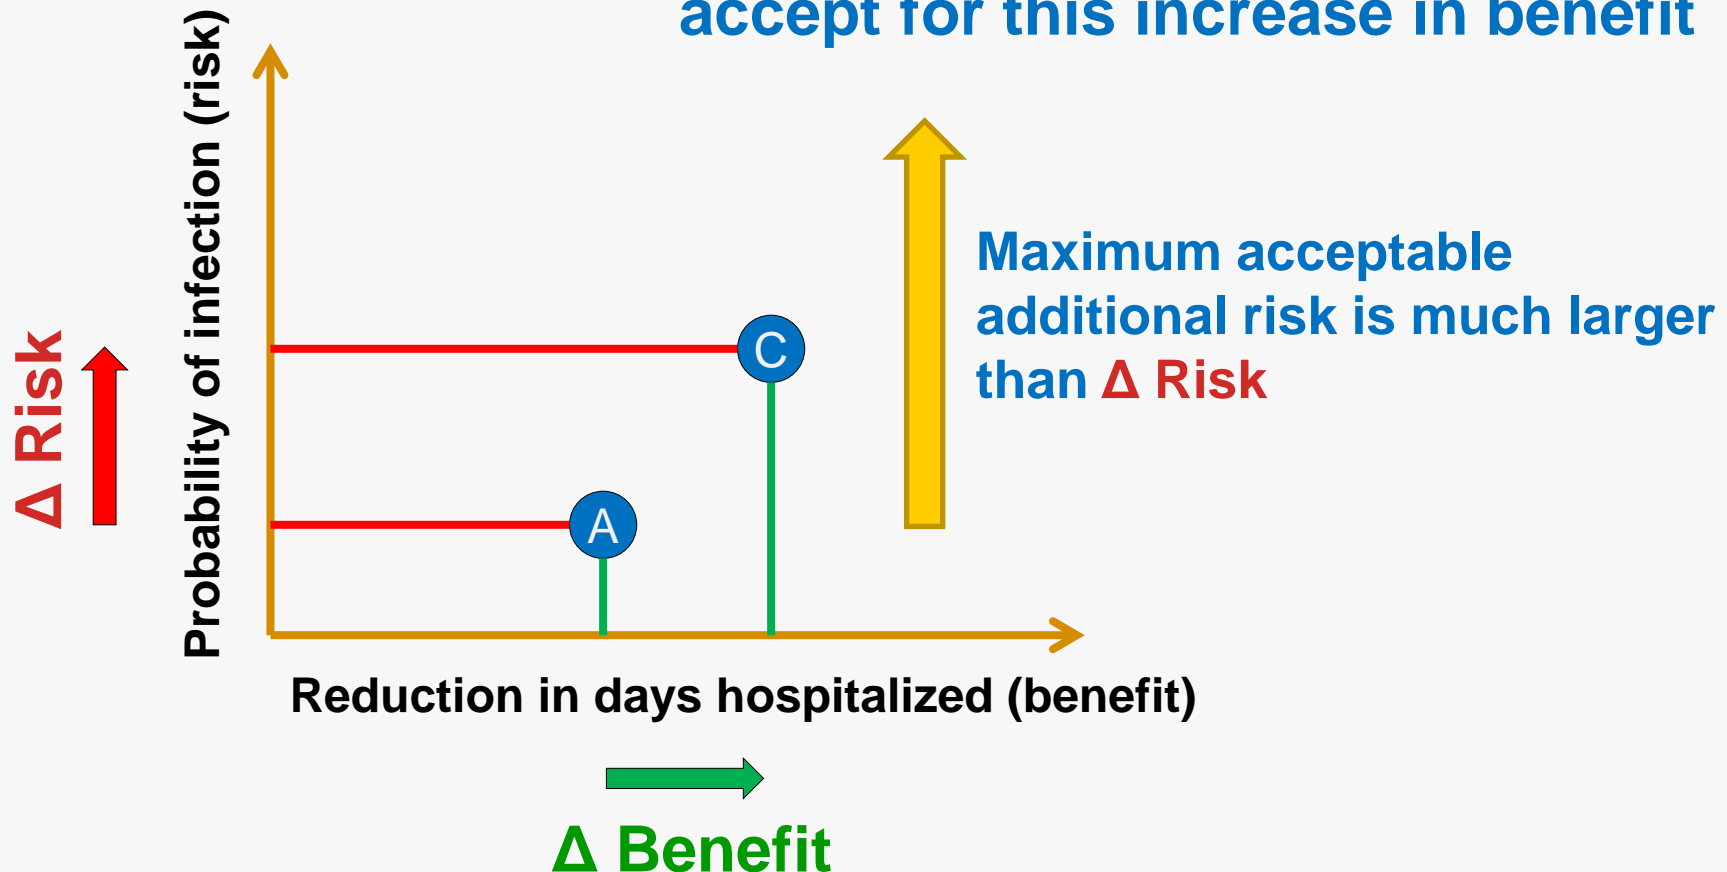 accept for this increase in benefit
Probability of infection (risk)
Δ Risk
Maximum acceptable
additional risk is much larger
than Δ Risk
C
A
Reduction in days hospitalized (benefit)
Δ Benefit